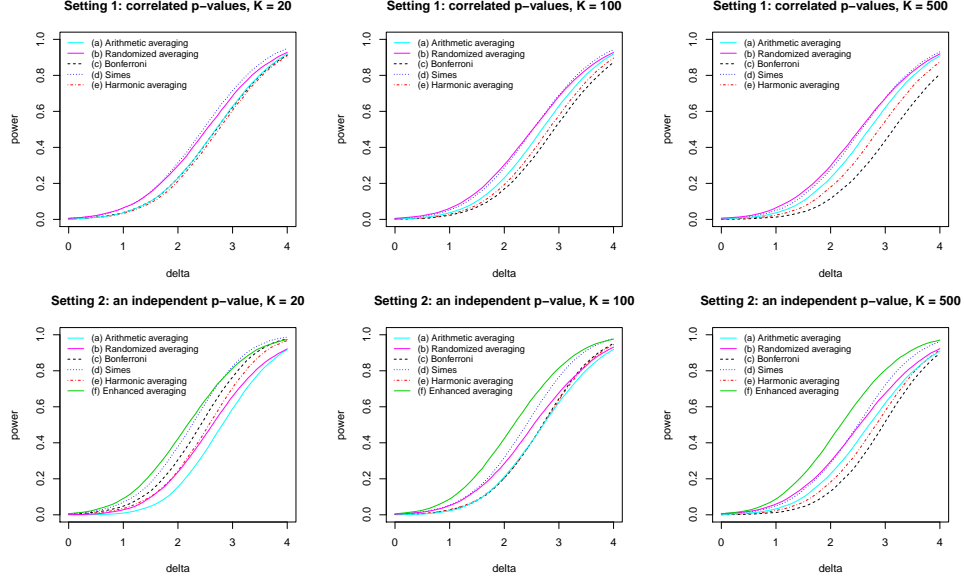 Setting 1: correlated p-values, K = 20
1.0
0.8
0.6
0.4
0.2
0.0
power
(a) Arithmetic averaging
(b) Randomized averaging
(c) Bonferroni
(d) Simes
(e) Harmonic averaging
0 1 2 3 4
delta
Setting 1: correlated p-values, K = 100
1.0
0.8
0.6
0.4
0.2
0.0
power
(a) Arithmetic averaging
(b) Randomized averaging
(c) Bonferroni
(d) Simes
(e) Harmonic averaging
0 1 2 3 4
delta
Setting 1: correlated p-values, K = 500
1.0
0.8
0.6
0.4
0.2
0.0
power
(a) Arithmetic averaging
(b) Randomized averaging
(c) Bonferroni
(d) Simes
(e) Harmonic averaging
0 1 2 3 4
delta
Setting 2: an independent p-value, K = 20
1.0
0.8
0.6
0.4
0.2
0.0
power
(a) Arithmetic averaging
(b) Randomized averaging
(c) Bonferroni
(d) Simes
(e) Harmonic averaging
(f) Enhanced averaging
0 1 2 3 4
delta
Setting 2: an independent p-value, K = 100
1.0
0.8
0.6
0.4
0.2
0.0
power
(a) Arithmetic averaging
(b) Randomized averaging
(c) Bonferroni
(d) Simes
(e) Harmonic averaging
(f) Enhanced averaging
0 1 2 3 4
delta
Setting 2: an independent p-value, K = 500
1.0
0.8
0.6
0.4
0.2
0.0
power
(a) Arithmetic averaging
(b) Randomized averaging
(c) Bonferroni
(d) Simes
(e) Harmonic averaging
(f) Enhanced averaging
0 1 2 3 4
delta